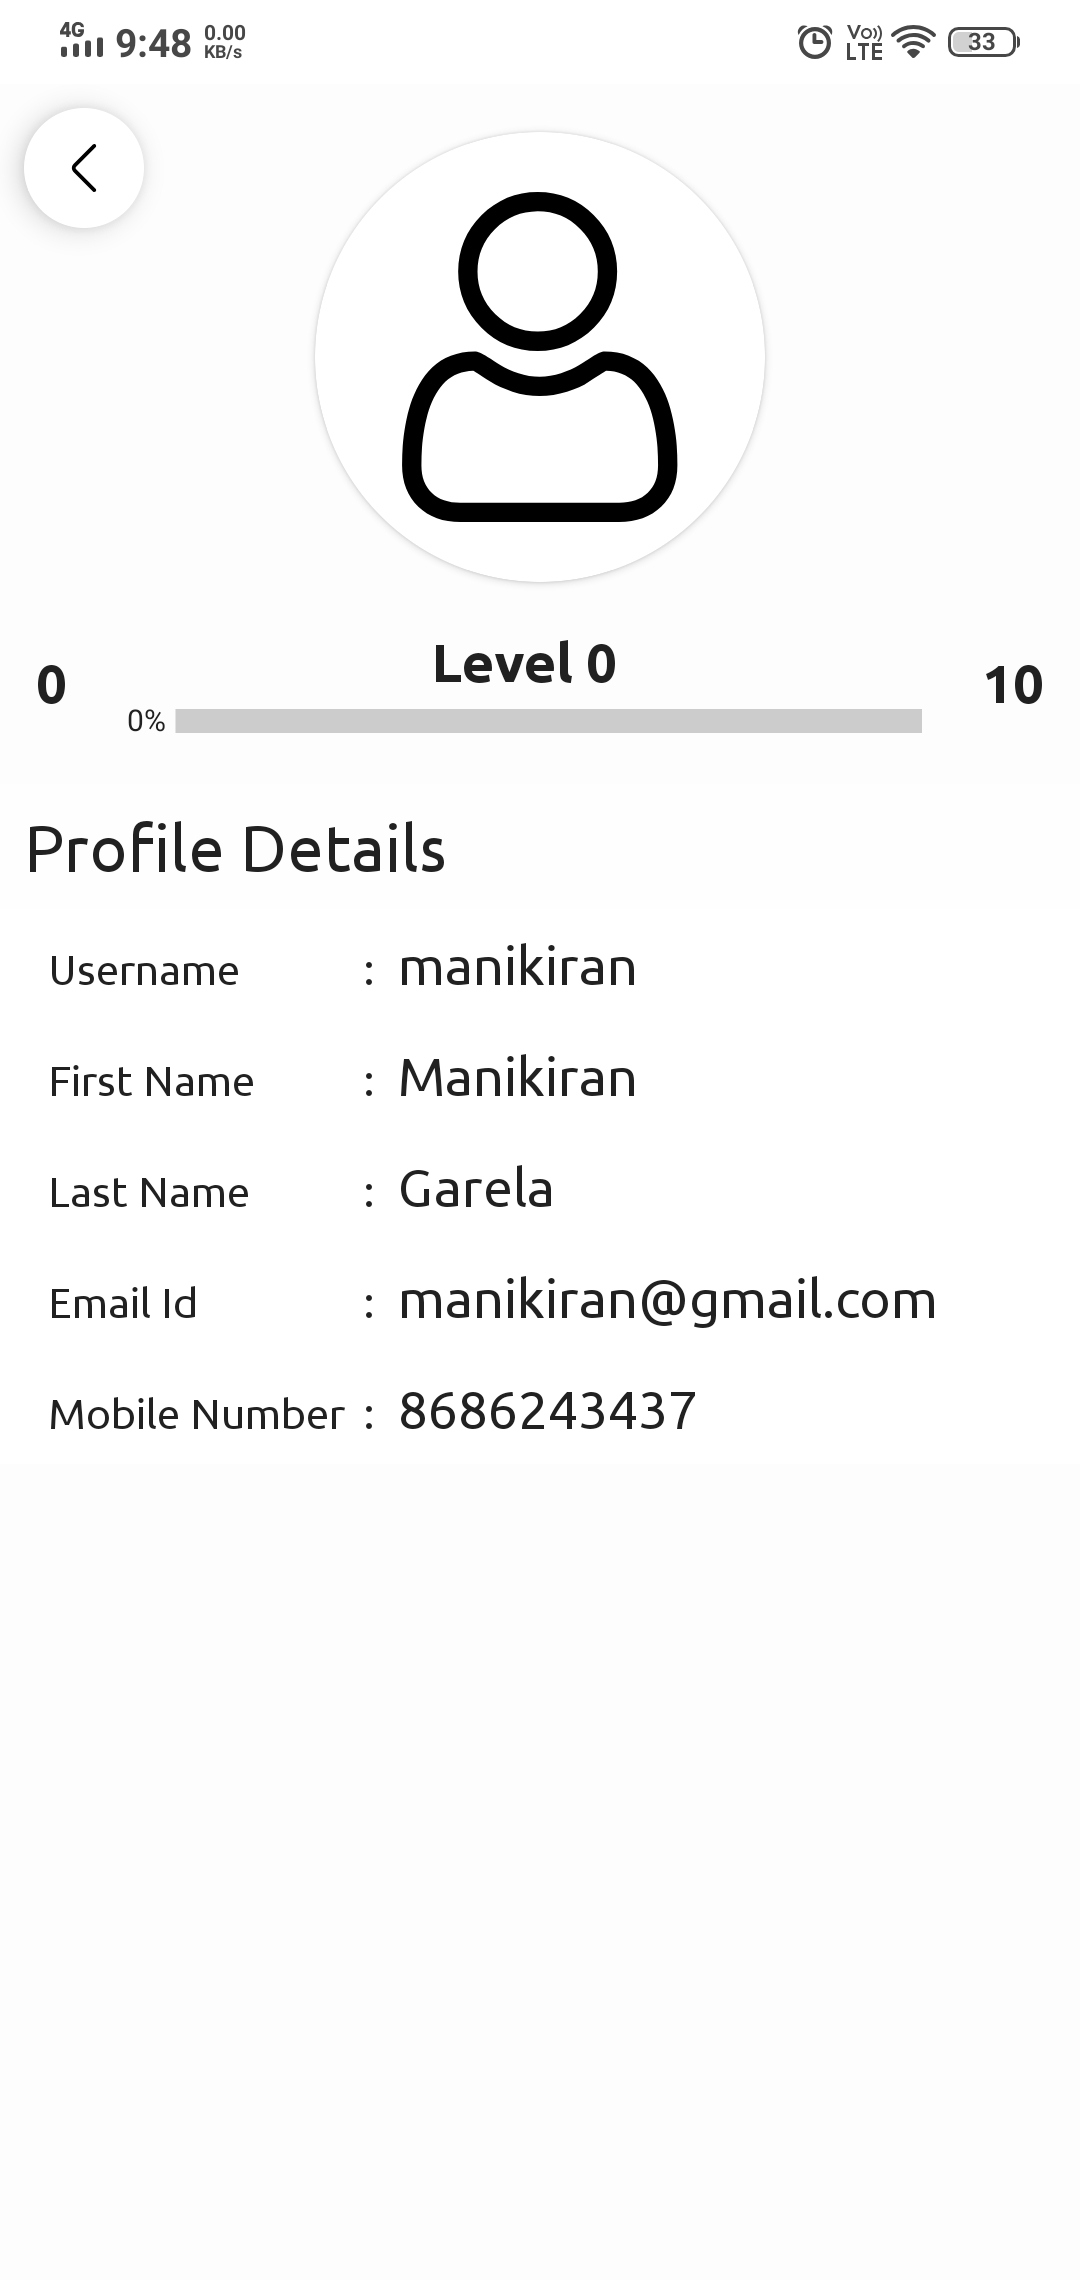 4G 9:48 0.00 KB/s Vo)) LTE 33
Level 0
0 10
0%
Profile Details
Username : manikiran
First Name : Manikiran
Last Name : Garela
Email Id : manikiran@gmail.com
Mobile Number : 8686243437